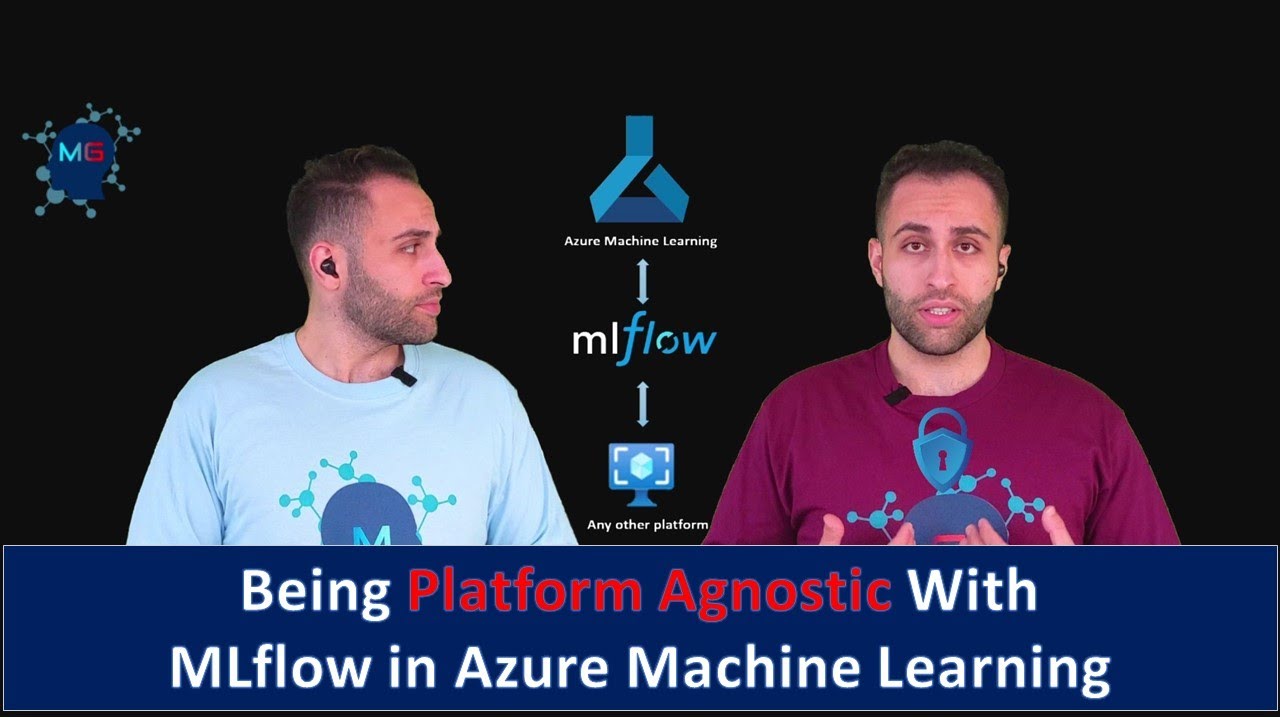 MG
Azure Machine Learning
mlflow
Any other platform
M
Being Platform Agnostic With
MLflow in Azure Machine Learning